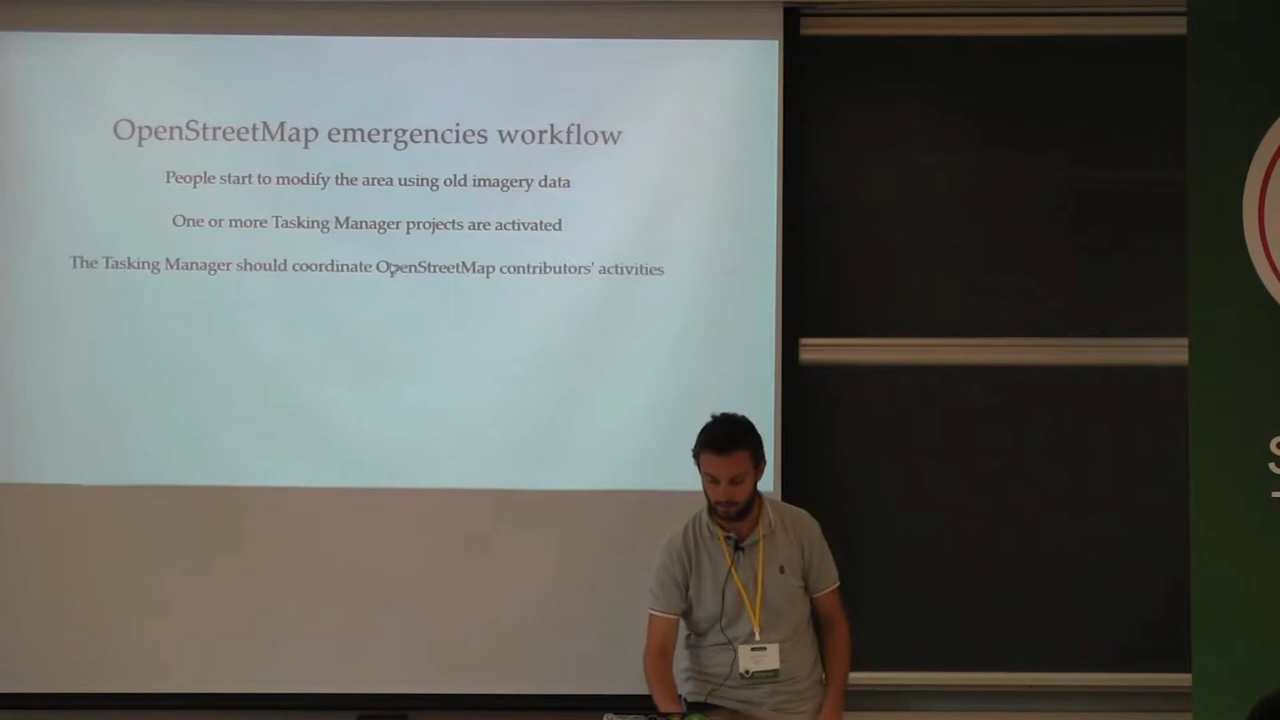 OpenStreetMap emergencies workflow
People start to modify the area using old imagery data
One or more Tasking Manager projects are activated
The Tasking Manager should coordinate OpenStreetMap contributors' activities
S